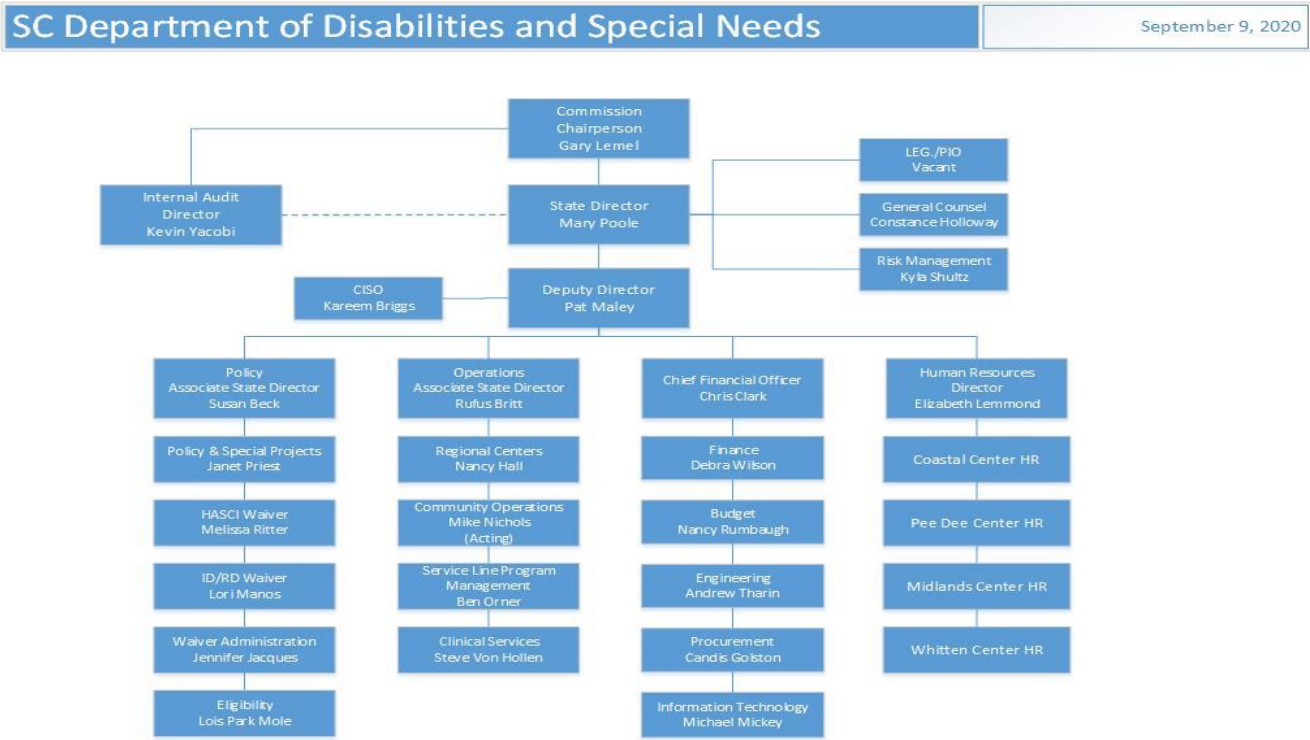 SC Department of Disabilities and Special Needs
September 9, 2020
Commission
Chairperson
Gary Lemel
LEG./PIO
Vacant
Internal Audit
Director
Kevin Yacobi
State Director
Mary Poole
General Counsel
Constance Holloway
Risk Management
Kyla Shultz
CISO
Kareem Briggs
Deputy Director
Pat Maley
Policy
Associate State Director
Susan Beck
Operations
Associate State Director
Rufus Britt
Chief Financial Officer
Chris Clark
Human Resources
Director
Elizabeth Lemmond
Policy & Special Projects
Janet Priest
Regional Centers
Nancy Hall
Finance
Debra Wilson
Coastal Center HR
HASCI Waiver
Melissa Ritter
Community Operations
Mike Nichols
(Acting)
Budget
Nancy Rumbaugh
Pee Dee Center HR
ID/RD Waiver
Lori Manos
Service Line Program
Management
Ben Orner
Engineering
Andrew Tharin
Midlands Center HR
Waiver Administration
Jennifer Jacques
Clinical Services
Steve Von Hollen
Procurement
Candis Golston
Whitten Center HR
Eligibility
Lois Park Mole
Information Technology
Michael Mickey